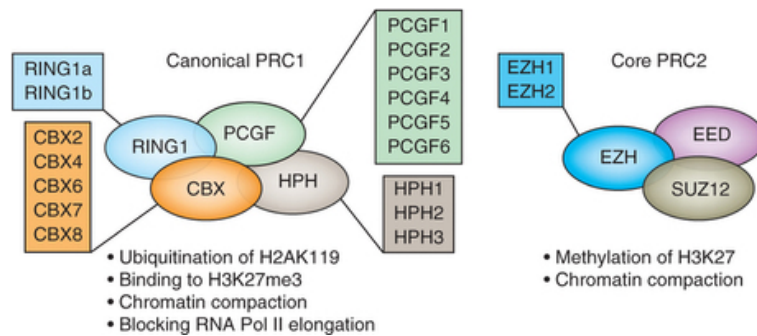 Canonical PRC1
RING1a
RING1b
CBX2
CBX4
CBX6
CBX7
CBX8
RING1
PCGF
CBX
HPH
PCGF1
PCGF2
PCGF3
PCGF4
PCGF5
PCGF6
HPH1
HPH2
HPH3
• Ubiquitination of H2AK119
• Binding to H3K27me3
• Chromatin compaction
• Blocking RNA Pol II elongation
Core PRC2
EZH1
EZH2
EZH
EED
SUZ12
• Methylation of H3K27
• Chromatin compaction